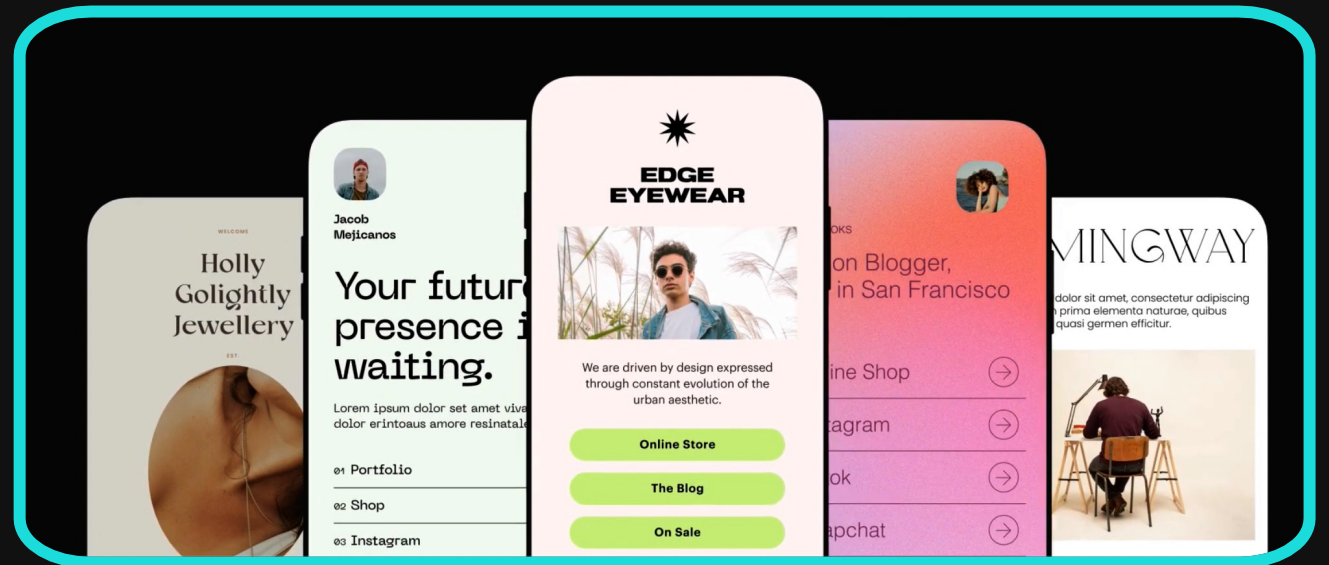 WELCOME
Holly
Golightly
Jewellery
EST
Jacob
Mejicanos
Your future
presence i
waiting.
Lorem ipsum dolor set amet viva
dolor erintoaus amore resinatale
01 Portfolio
02 Shop
03 Instagram
EDGE
EYEWEAR
We are driven by design expressed
through constant evolution of the
urban aesthetic.
Online Store
The Blog
On Sale
OKS
on Blogger,
in San Francisco
ine Shop
tagram
ok
apchat
MINGWAY
dolor sit amet, consectetur adipiscing
prima elementa naturae, quibus
quasi germen efficitur.